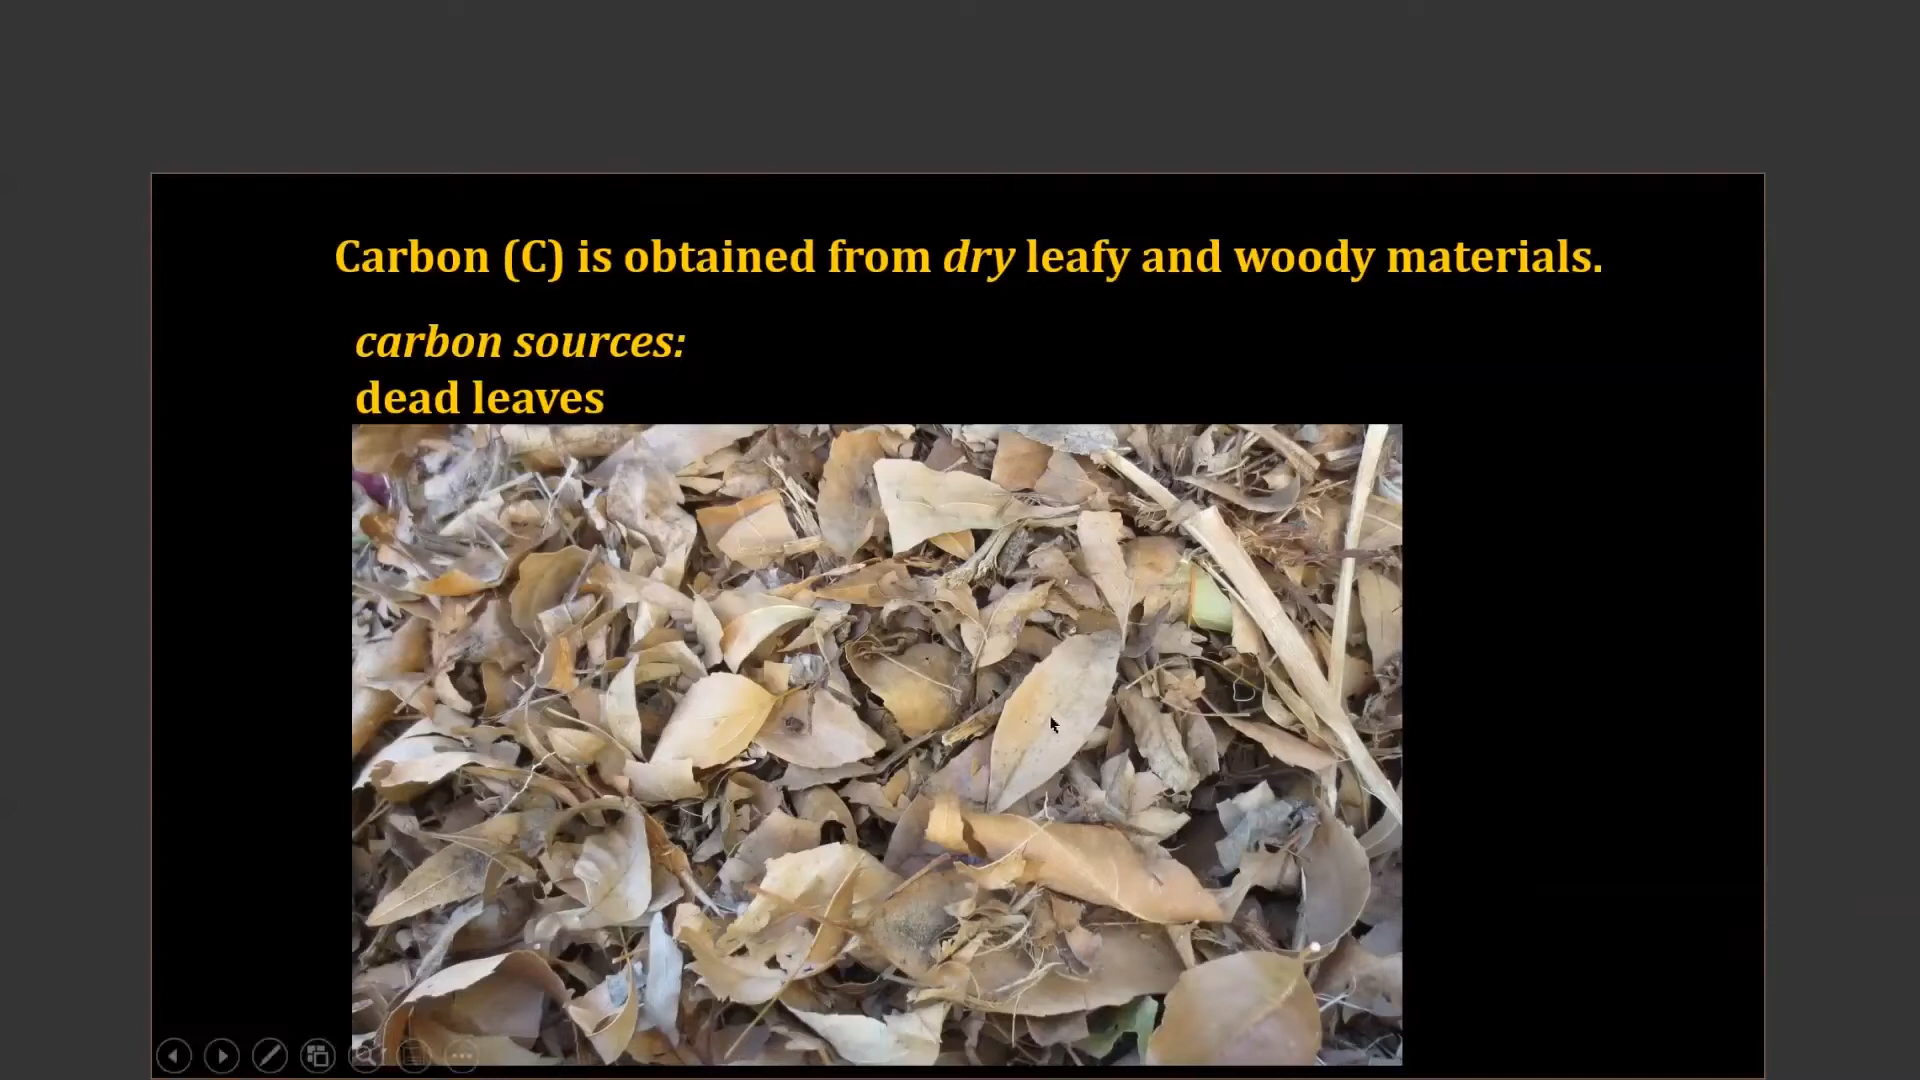 Carbon (C) is obtained from dry leafy and woody materials.
carbon sources:
dead leaves